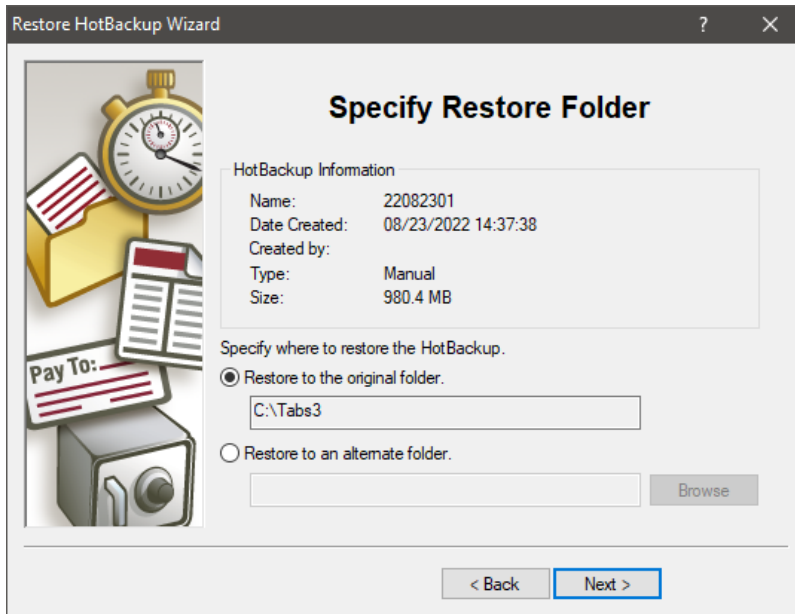 Restore HotBackup Wizard ? ×
Specify Restore Folder
HotBackup Information
Name: 22082301
Date Created: 08/23/2022 14:37:38
Created by:
Type: Manual
Size: 980.4 MB
Specify where to restore the HotBackup.
Restore to the original folder.
C:\Tabs3
Restore to an alternate folder.
Browse
Pay To:
< Back Next >